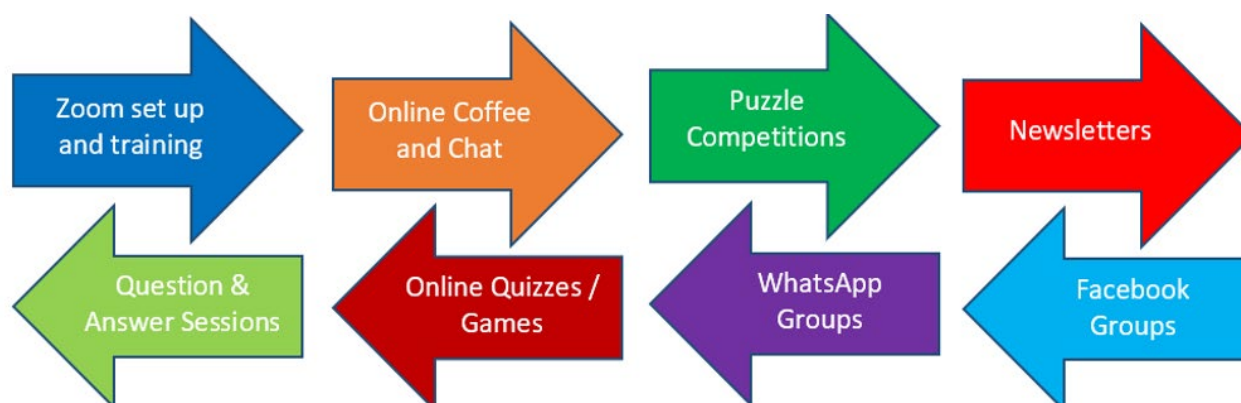 Zoom set up
and training
Online Coffee
and Chat
Puzzle
Competitions
Newsletters
Question &
Answer Sessions
Online Quizzes /
Games
WhatsApp
Groups
Facebook
Groups